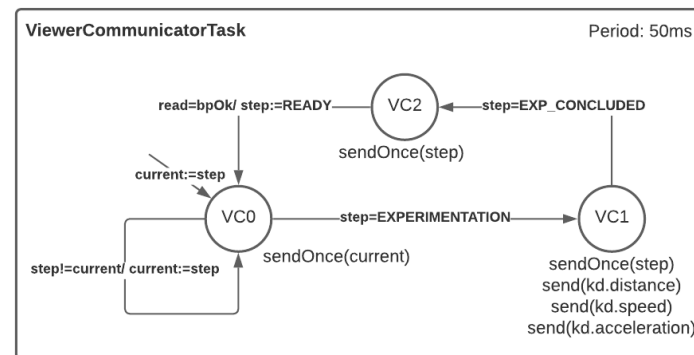 ViewerCommunicatorTask
Period: 50ms
read=bpOk/ step:=READY
VC2
step=EXP_CONCLUDED
sendOnce(step)
current:=step
VC0
step=EXPERIMENTATION
VC1
sendOnce(current)
step!=current/ current:=step
sendOnce(step)
send(kd.distance)
send(kd.speed)
send(kd.acceleration)